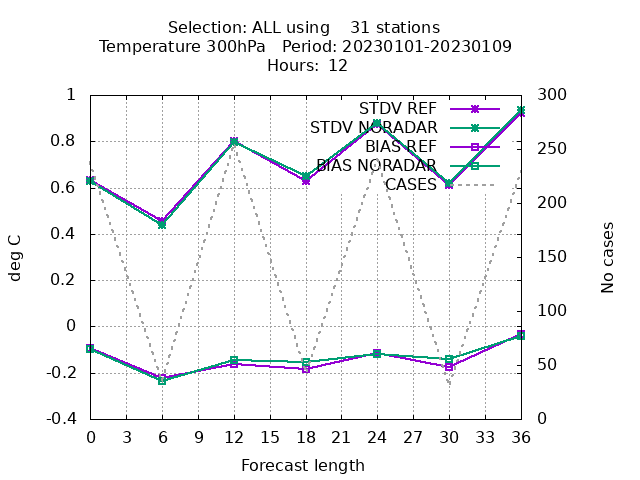 Selection: ALL using    31 stations
Temperature 300hPa   Period: 20230101-20230109
Hours: 12
STDV REF
STDV NORADAR
BIAS REF
BIAS NORADAR
CASES
1
0.8
0.6
0.4
0.2
0
-0.2
-0.4
deg C
300
250
200
150
100
50
0
No cases
0 3 6 9 12 15 18 21 24 27 30 33 36
Forecast length